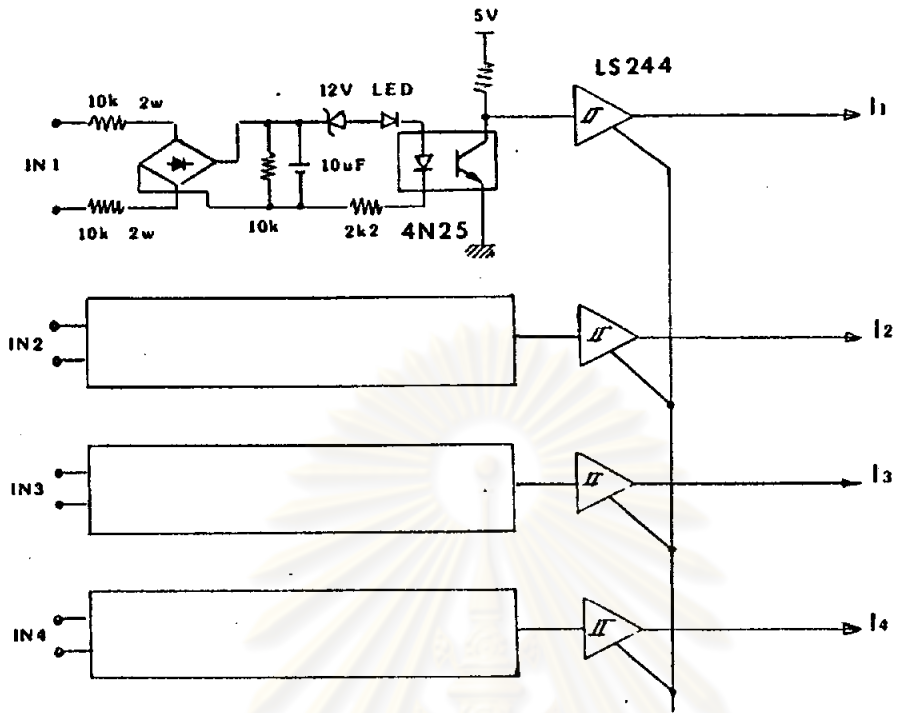 5V
LS244
10k 2w
12V LED
I1
IN 1
10uF
10k 2w
10k
2k2
4N25
IN2
I2
IN3
I3
IN4
I4